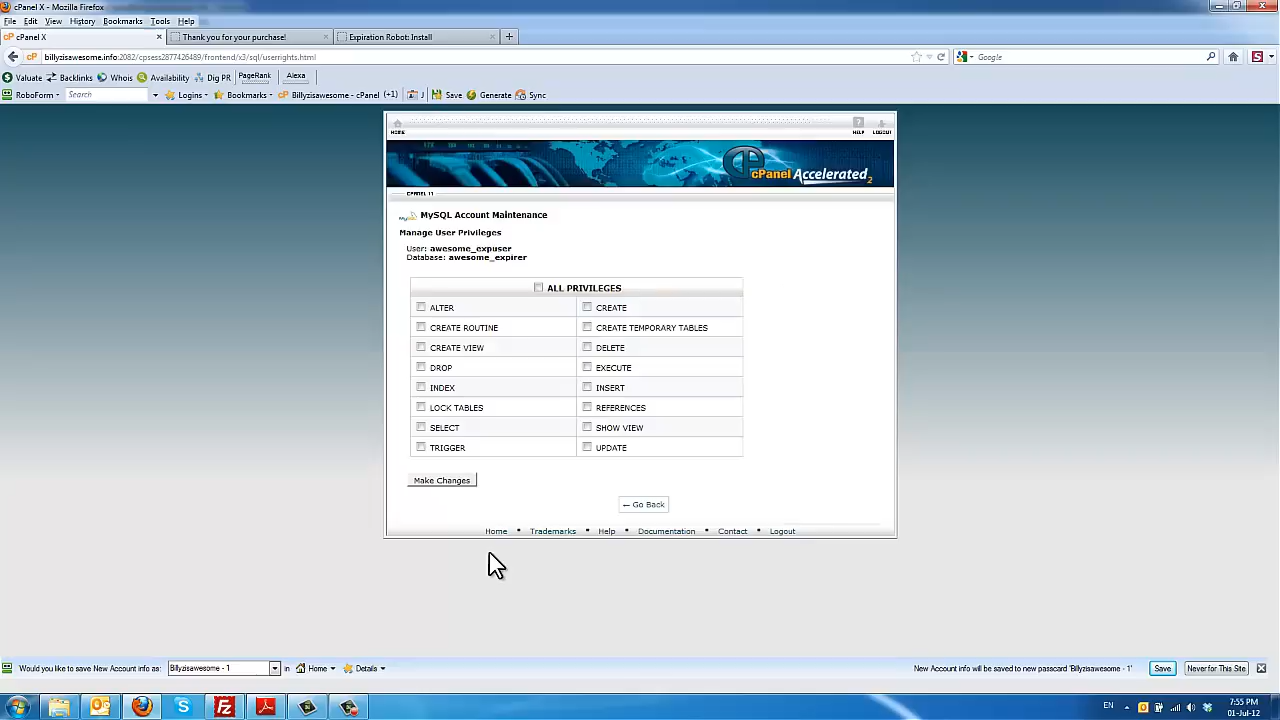 cPanel X - Mozilla Firefox
File Edit View History Bookmarks Tools Help
cPanel X × Thank you for your purchase! × Expiration Robot: Install × +
billyzisawesome.info:2082/cpsess2877426489/frontend/x3/sql/userrights.html Google
Valuate Backlinks Whois Availability Dig PR PageRank Alexa
RoboForm Search Logins Bookmarks Billyzisawesome - cPanel (+1) J Save Generate Sync
HOME HELP LOGOUT
cPanel Accelerated 2
CPANEL 11
MySQL Account Maintenance
Manage User Privileges
User: awesome_expuser
Database: awesome_expirer
ALL PRIVILEGES
ALTER CREATE
CREATE ROUTINE CREATE TEMPORARY TABLES
CREATE VIEW DELETE
DROP EXECUTE
INDEX INSERT
LOCK TABLES REFERENCES
SELECT SHOW VIEW
TRIGGER UPDATE
Make Changes
← Go Back
Home • Trademarks • Help • Documentation • Contact • Logout
Would you like to save New Account info as: Billyzisawesome - 1 in Home Details New Account info will be saved to new passcard 'Billyzisawesome - 1' Save Never for This Site
EN 7:55 PM
01-Jul-12